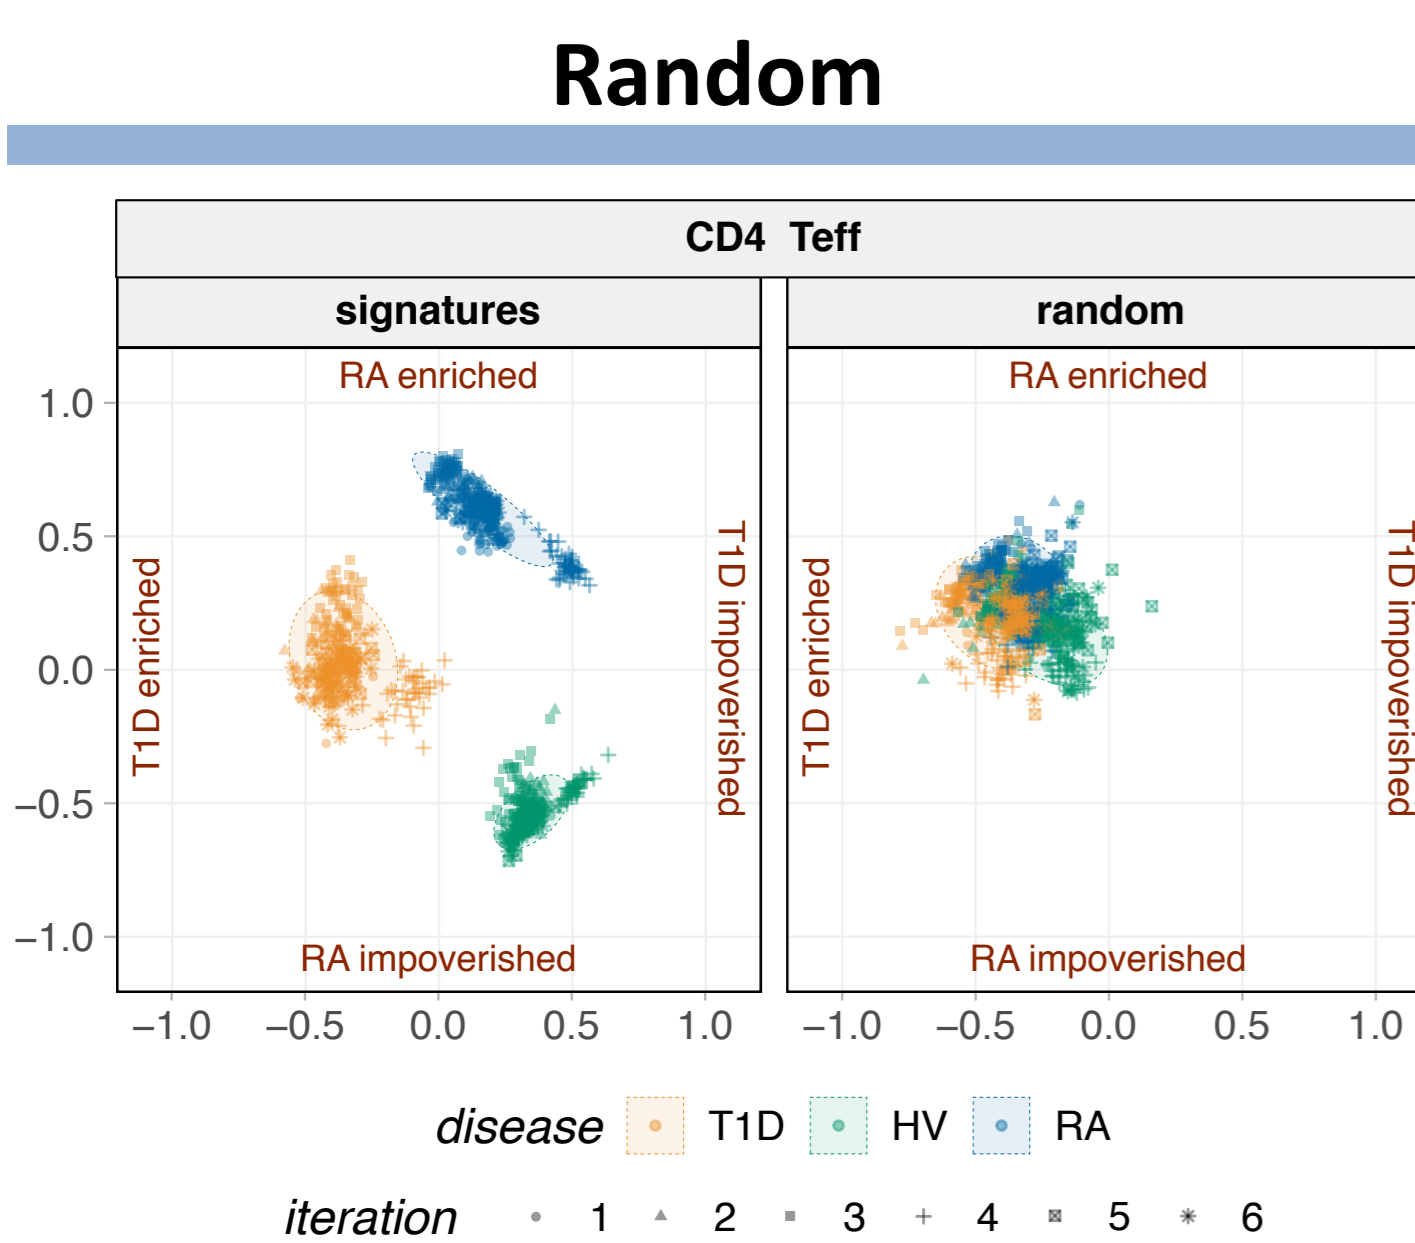 Random
CD4 Teff
signatures
random
RA enriched
RA enriched
1.0
0.5
0.0
−0.5
−1.0
T1D enriched
T1D impoverished
T1D enriched
T1D impoverished
RA impoverished
RA impoverished
−1.0 −0.5 0.0 0.5 1.0
−1.0 −0.5 0.0 0.5 1.0
disease T1D HV RA
iteration 1 2 3 4 5 6